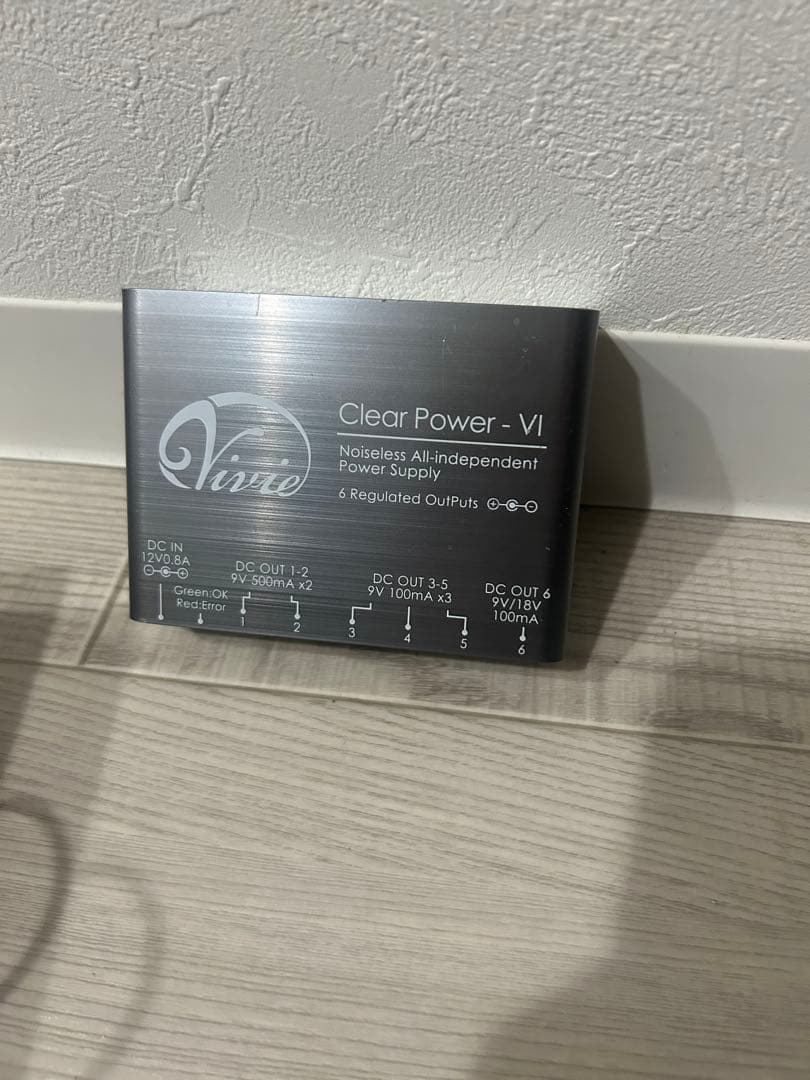 Vivie
Clear Power - VI
Noiseless All-independent
Power Supply
6 Regulated OutPuts
DC IN
12V0.8A
Green:OK
Red:Error
DC OUT 1-2
9V 500mA x2
1
2
DC OUT 3-5
9V 100mA x3
3
4
5
DC OUT 6
9V/18V
100mA
6